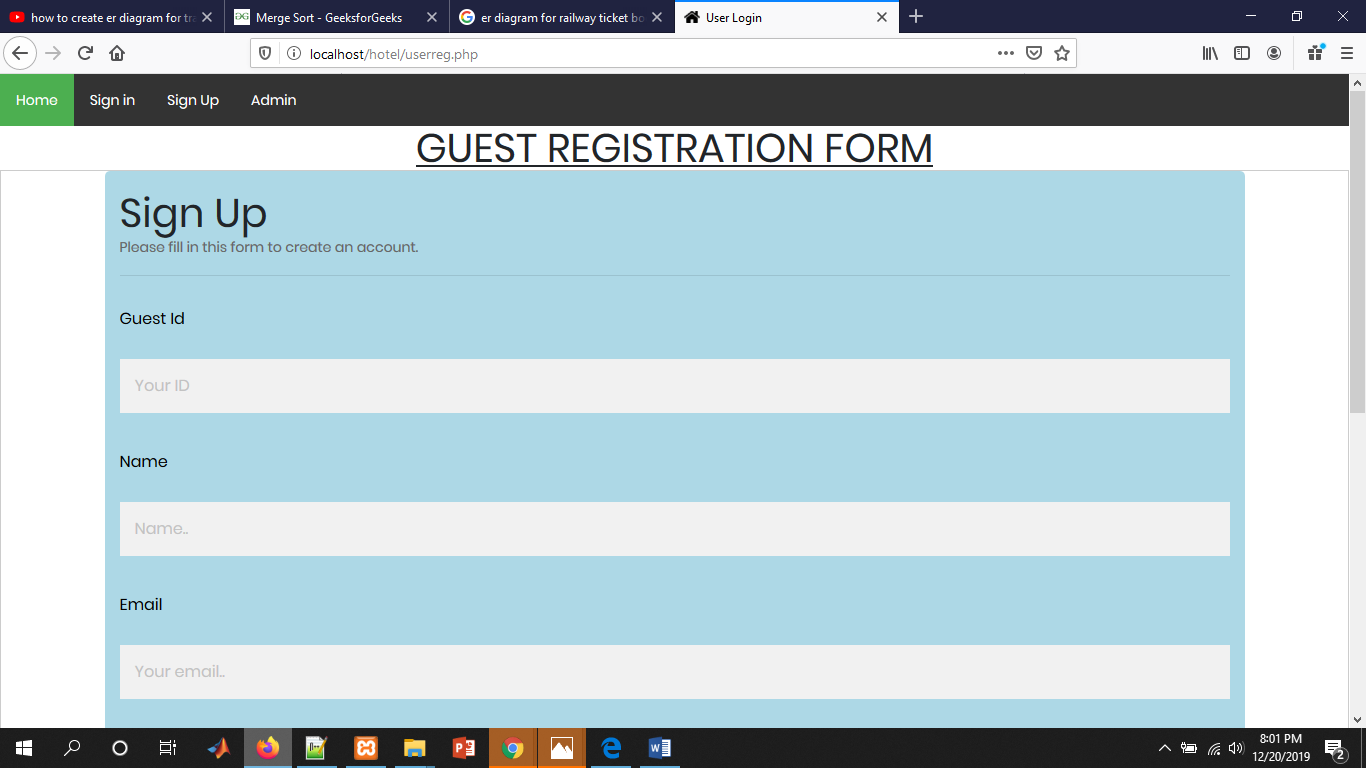 how to create er diagram for tra
Merge Sort - GeeksforGeeks
er diagram for railway ticket bo
User Login
localhost/hotel/userreg.php
Home Sign in Sign Up Admin
GUEST REGISTRATION FORM
Sign Up
Please fill in this form to create an account.
Guest Id
Your ID
Name
Name..
Email
Your email..
8:01 PM
12/20/2019
2